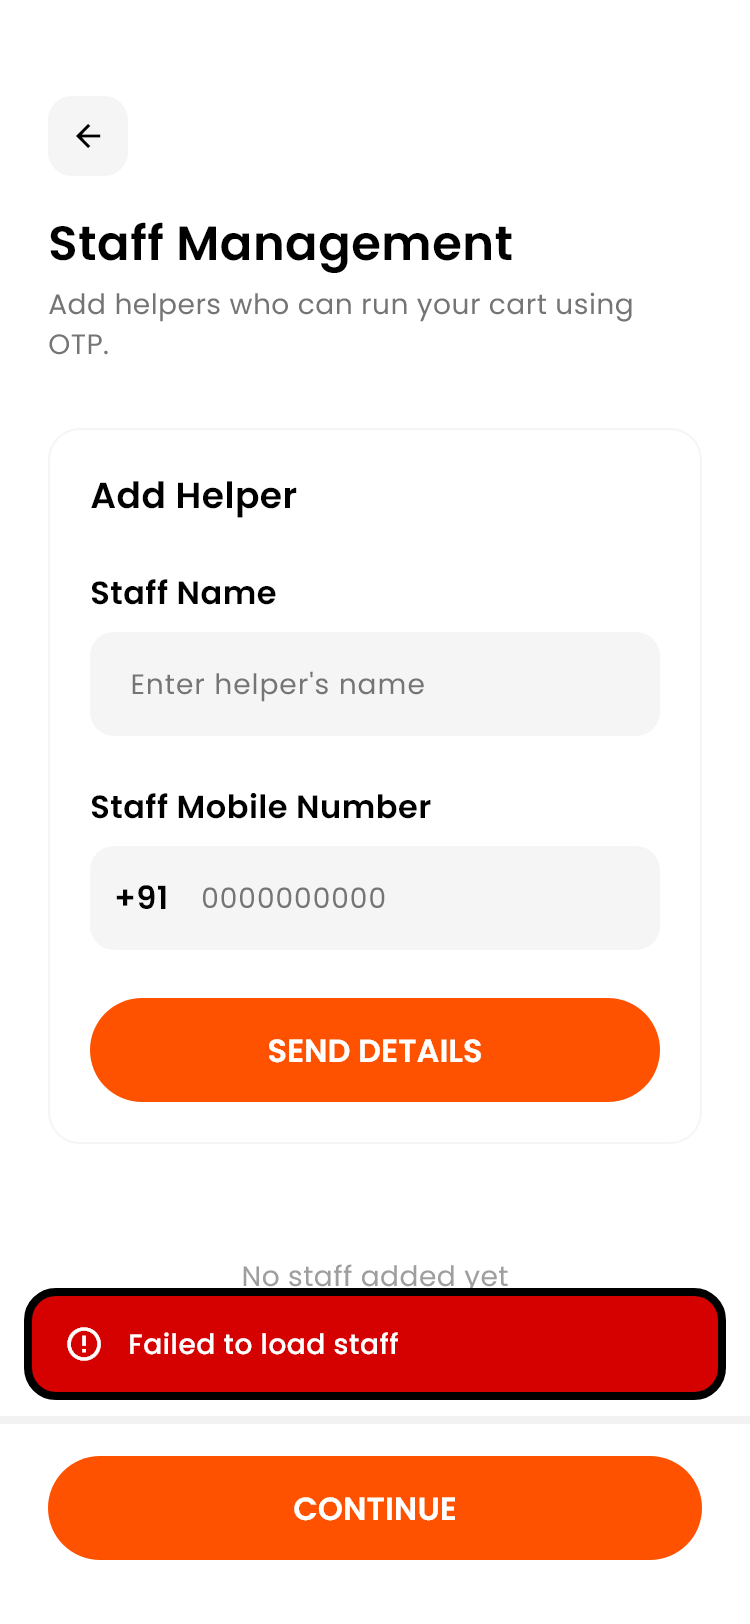 Staff Management
Add helpers who can run your cart using
OTP.
Add Helper
Staff Name
Enter helper's name
Staff Mobile Number
+91 0000000000
SEND DETAILS
No staff added yet
Failed to load staff
CONTINUE